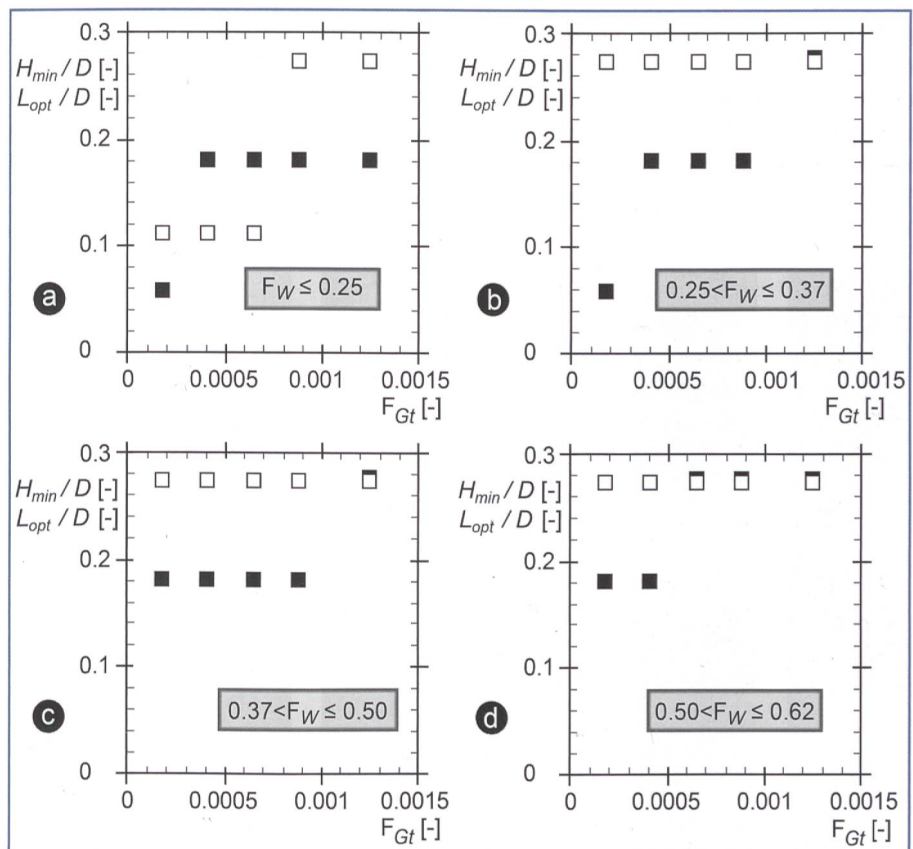 0.3
H_min / D [-]
L_opt / D [-]
0.2
0.1
0
0 0.0005 0.001 0.0015
F_Gt [-]
a
F_W ≤ 0.25
0.3
H_min / D [-]
L_opt / D [-]
0.2
0.1
0
0 0.0005 0.001 0.0015
F_Gt [-]
b
0.25<F_W ≤ 0.37
0.3
H_min / D [-]
L_opt / D [-]
0.2
0.1
0
0 0.0005 0.001 0.0015
F_Gt [-]
c
0.37<F_W ≤ 0.50
0.3
H_min / D [-]
L_opt / D [-]
0.2
0.1
0
0 0.0005 0.001 0.0015
F_Gt [-]
d
0.50<F_W ≤ 0.62